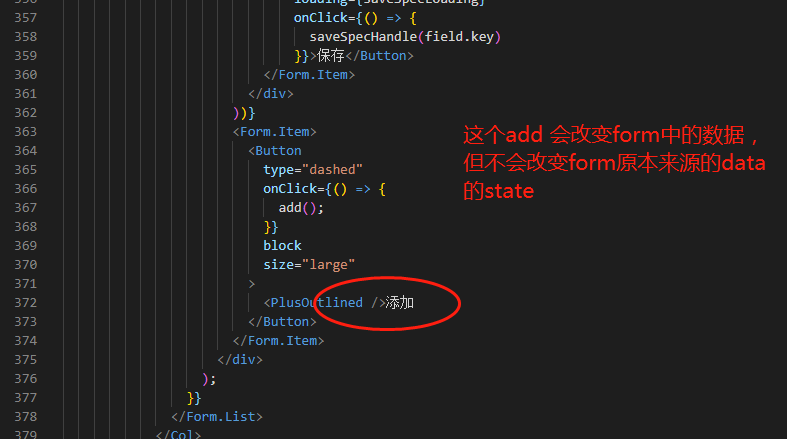 356 loading={saveSpecLoading}
357 onClick={() => {
358 saveSpecHandle(field.key)
359 }}>保存</Button>
360 </Form.Item>
361 </div>
362 ))}
363 <Form.Item>
364 <Button
365 type="dashed"
366 onClick={() => {
367 add();
368 }}
369 block
370 size="large"
371 >
372 <PlusOutlined />添加
373 </Button>
374 </Form.Item>
375 </div>
376 );
377 }}
378 </Form.List>
379 </Col>
这个add 会改变form中的数据，
但不会改变form原本来源的data
的state